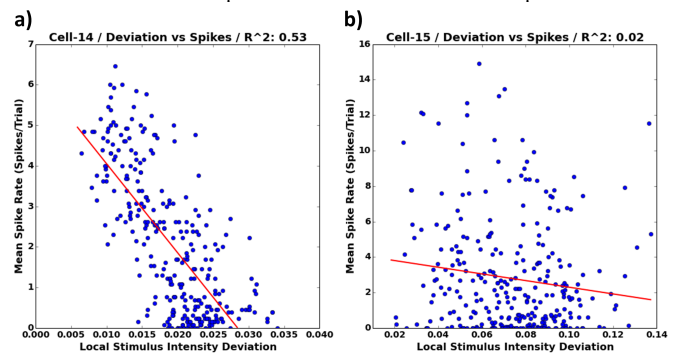 a)
Cell-14 / Deviation vs Spikes / R^2: 0.53
Mean Spike Rate (Spikes/Trial)
7
6
5
4
3
2
1
0
0.000 0.005 0.010 0.015 0.020 0.025 0.030 0.035 0.040
Local Stimulus Intensity Deviation
b)
Cell-15 / Deviation vs Spikes / R^2: 0.02
Mean Spike Rate (Spikes/Trial)
16
14
12
10
8
6
4
2
0
0.00 0.02 0.04 0.06 0.08 0.10 0.12 0.14
Local Stimulus Intensity Deviation